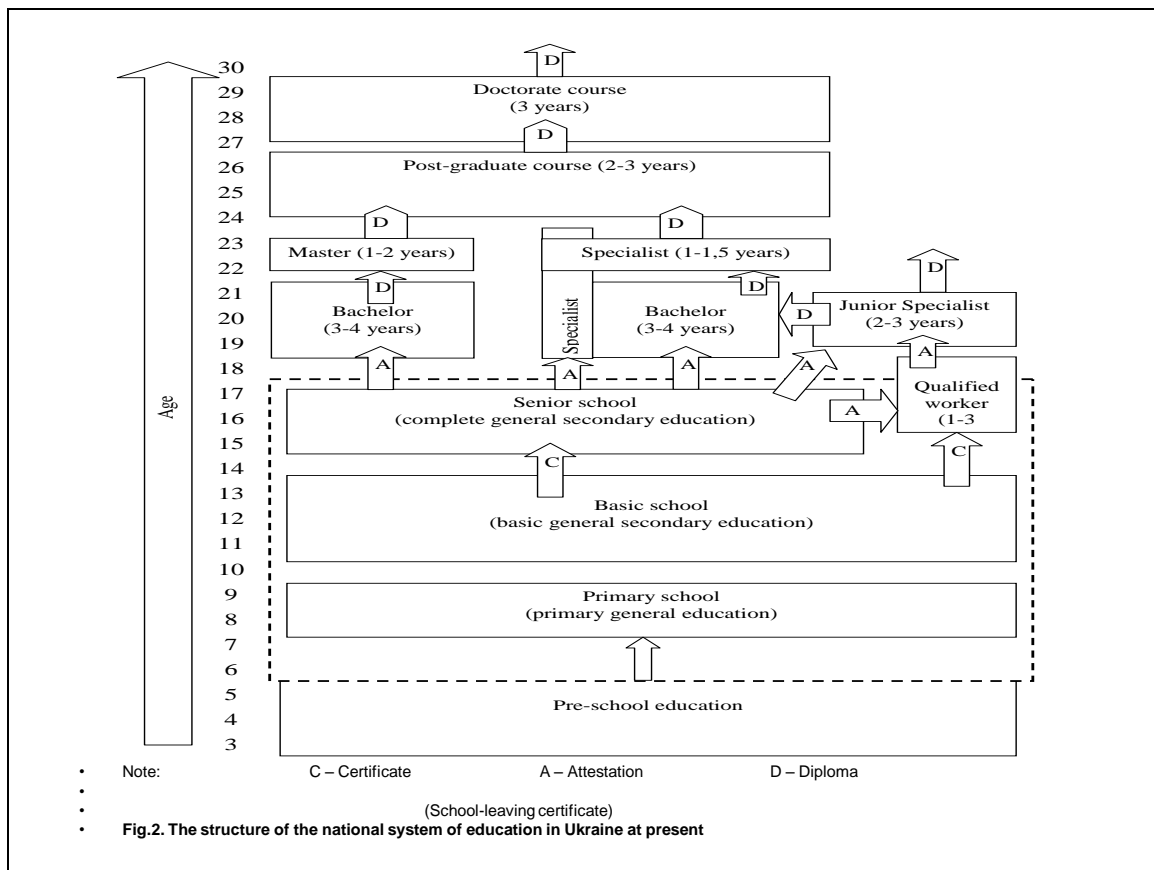 30
29
28
27
26
25
24
23
22
21
20
19
18
17
16
15
14
13
12
11
10
9
8
7
6
5
4
3
Age
D
Doctorate course
(3 years)
D
Post-graduate course (2-3 years)
D
D
Master (1-2 years)
Specialist (1-1,5 years)
D
D
D
Bachelor
(3-4 years)
Specialist
Bachelor
(3-4 years)
D
Junior Specialist
(2-3 years)
A
A
A
A
A
Senior school
(complete general secondary education)
A
Qualified
worker
(1-3
C
C
Basic school
(basic general secondary education)
Primary school
(primary general education)
Pre-school education
• Note: C – Certificate A – Attestation D – Diploma
•
• (School-leaving certificate)
• Fig.2. The structure of the national system of education in Ukraine at present